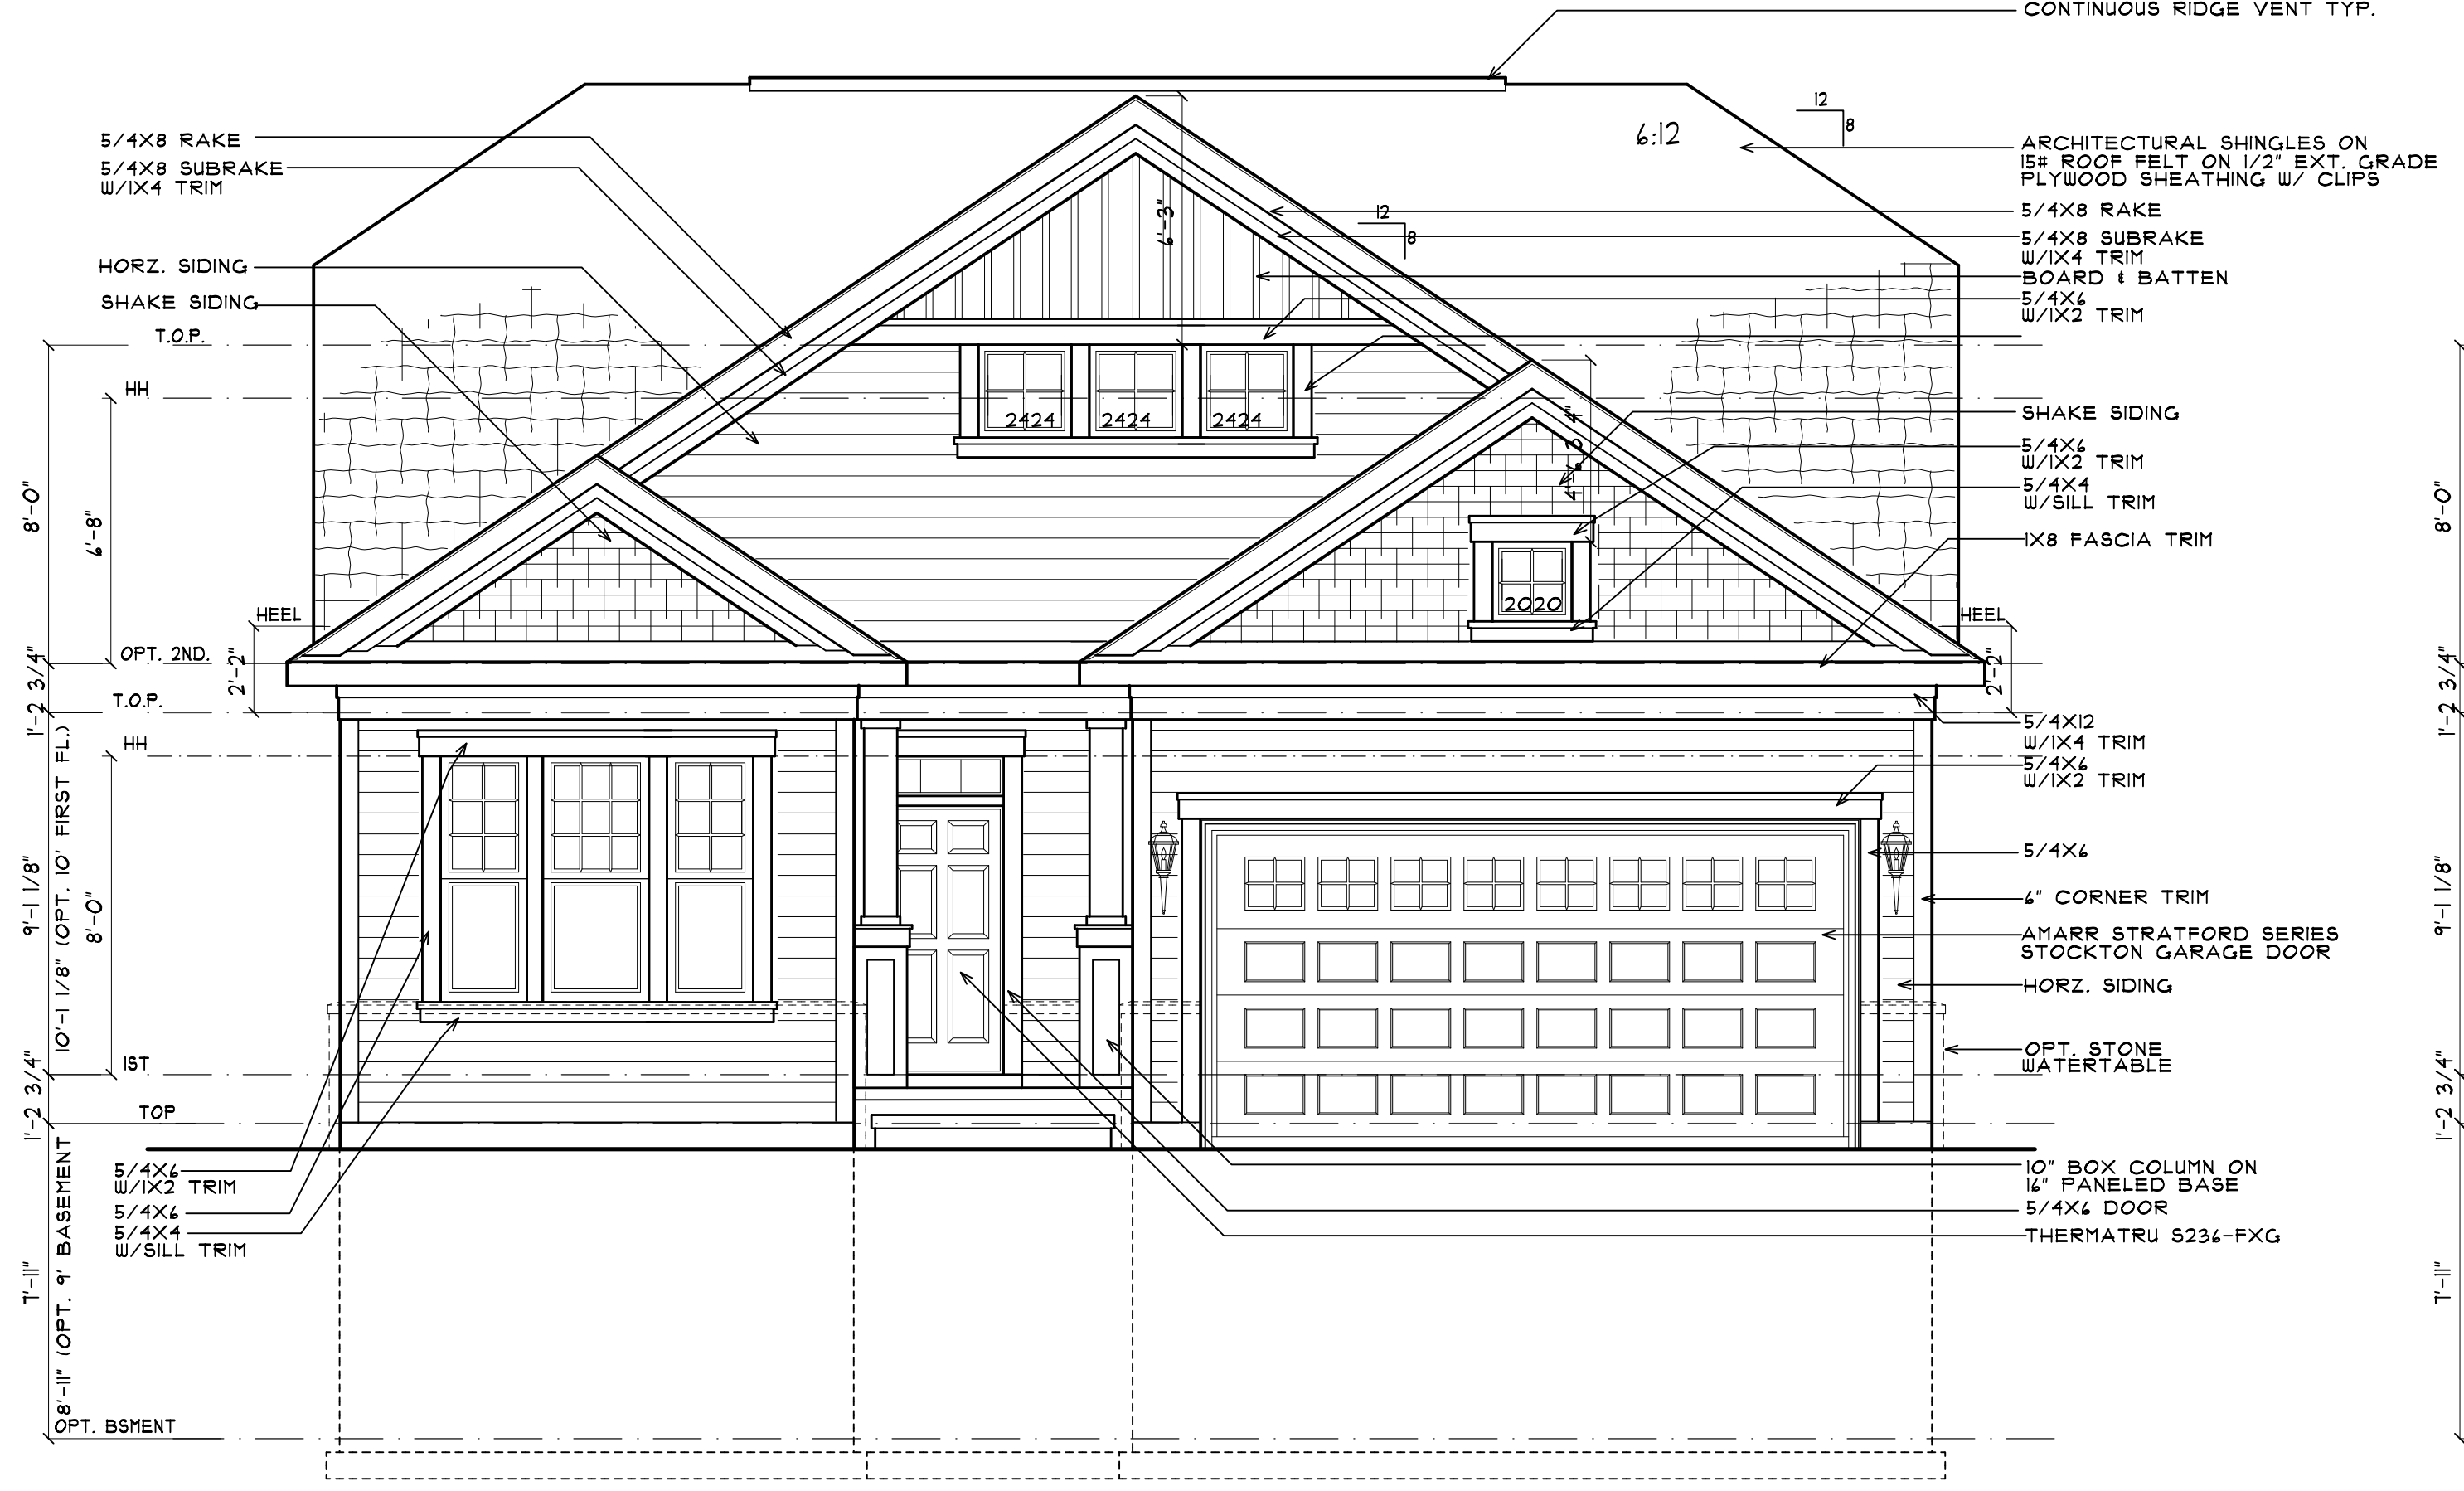 CONTINUOUS RIDGE VENT TYP.
12
8
6:12
5/4X8 RAKE
5/4X8 SUBRAKE
W/1X4 TRIM
HORZ. SIDING
SHAKE SIDING
T.O.P.
HH
HEEL
OPT. 2ND.
T.O.P.
HH
1ST
TOP
OPT. BSMENT
8'-0"
6'-8"
1'-2 3/4"
2'-2"
9'-1 1/8"
10'-1 1/8" (OPT. 10' FIRST FL.)
8'-0"
1'-2 3/4"
7'-11"
8'-11" (OPT. 9' BASEMENT
5/4X6
W/1X2 TRIM
5/4X6
5/4X4
W/SILL TRIM
6'-3"
12
8
2424
2424
2424
2020
ARCHITECTURAL SHINGLES ON
15# ROOF FELT ON 1/2" EXT. GRADE
PLYWOOD SHEATHING W/ CLIPS
5/4X8 RAKE
5/4X8 SUBRAKE
W/1X4 TRIM
BOARD & BATTEN
5/4X6
W/1X2 TRIM
SHAKE SIDING
5/4X6
W/1X2 TRIM
5/4X4
W/SILL TRIM
1X8 FASCIA TRIM
HEEL
2'-2"
5/4X12
W/1X4 TRIM
5/4X6
W/1X2 TRIM
5/4X6
6" CORNER TRIM
AMARR STRATFORD SERIES
STOCKTON GARAGE DOOR
HORZ. SIDING
OPT. STONE
WATERTABLE
10" BOX COLUMN ON
16" PANELED BASE
5/4X6 DOOR
THERMATRU S236-FXG
8'-0"
1'-2 3/4"
9'-1 1/8"
1'-2 3/4"
7'-11"